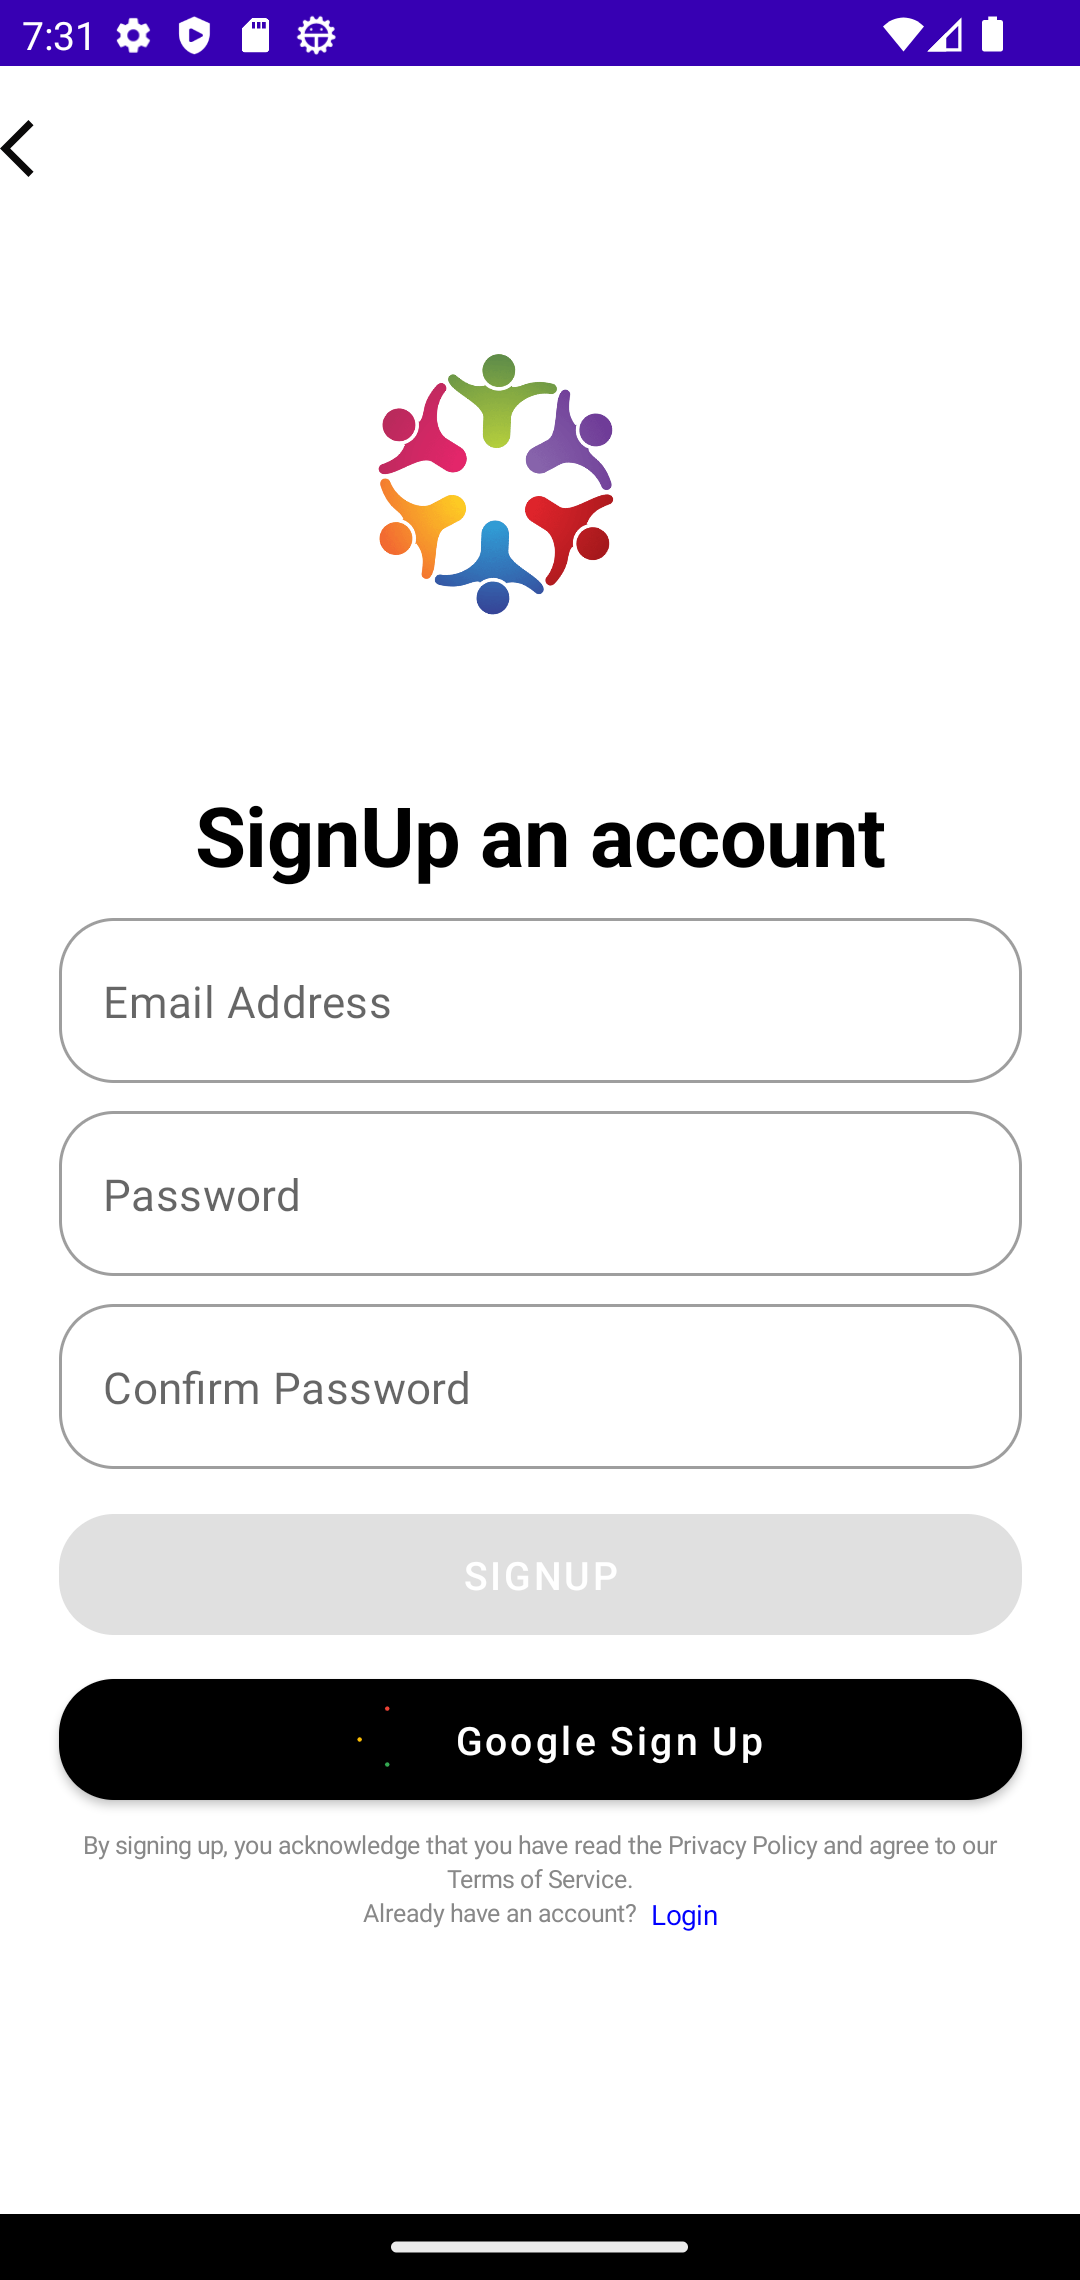 7:31
SignUp an account
Email Address
Password
Confirm Password
SIGNUP
Google Sign Up
By signing up, you acknowledge that you have read the Privacy Policy and agree to our
Terms of Service.
Already have an account? Login